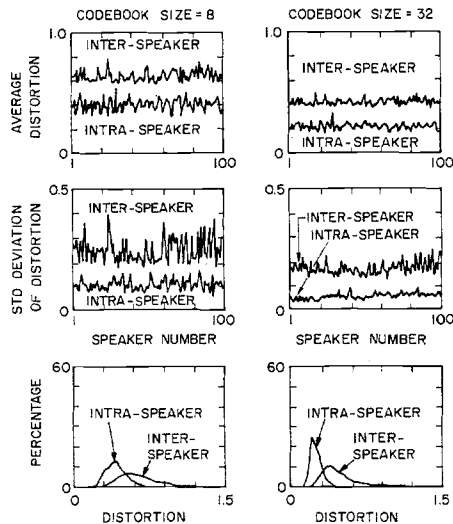 CODEBOOK SIZE = 8
CODEBOOK SIZE = 32
AVERAGE
DISTORTION
1.0
0
INTER-SPEAKER
INTRA-SPEAKER
1
100
1.0
0
INTER-SPEAKER
INTRA-SPEAKER
1
100
STD DEVIATION
OF DISTORTION
0.5
0
INTER-SPEAKER
INTRA-SPEAKER
1
100
SPEAKER NUMBER
0.5
0
INTER-SPEAKER
INTRA-SPEAKER
1
100
SPEAKER NUMBER
PERCENTAGE
60
0
INTRA-SPEAKER
INTER-
SPEAKER
0
1.5
DISTORTION
60
0
INTRA-SPEAKER
INTER-
SPEAKER
0
1.5
DISTORTION